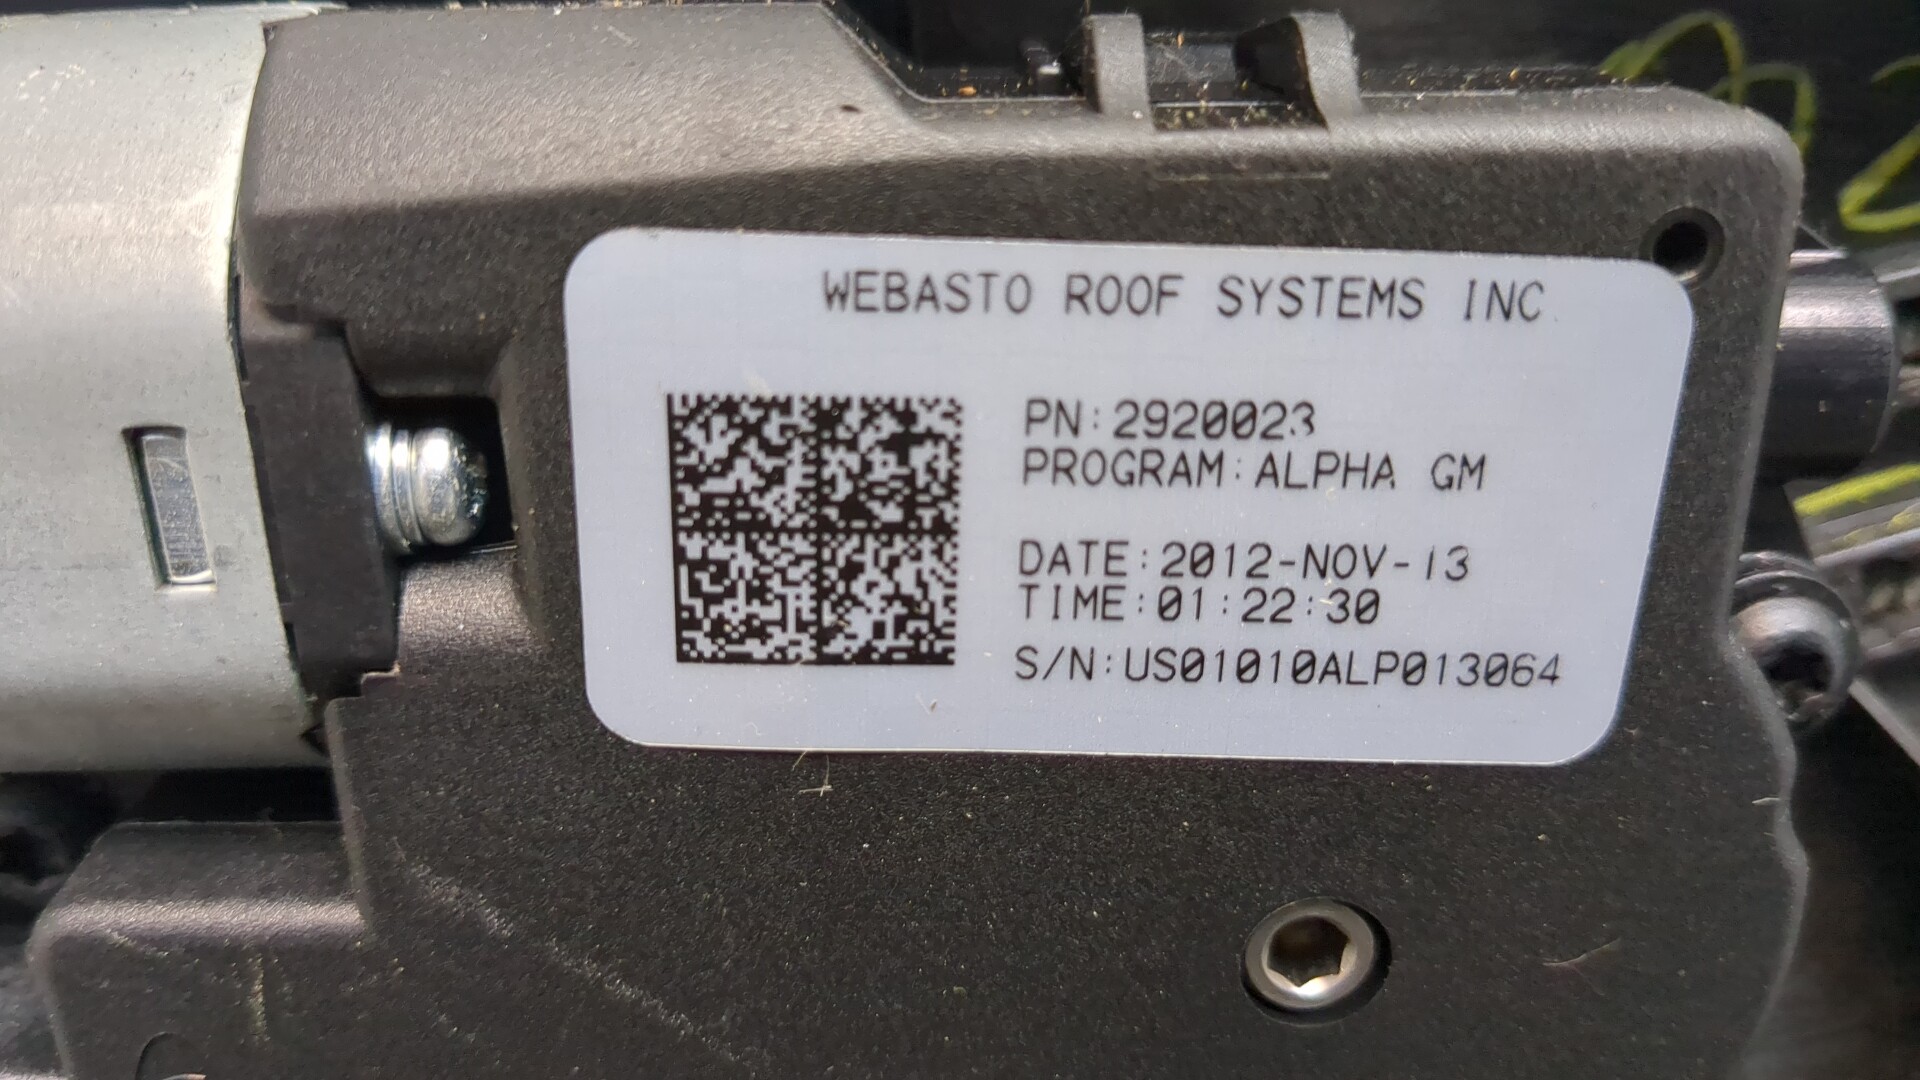 WEBASTO ROOF SYSTEMS INC
PN:2920023
PROGRAM:ALPHA GM
DATE:2012-NOV-13
TIME:01:22:30
S/N:US01010ALP013064